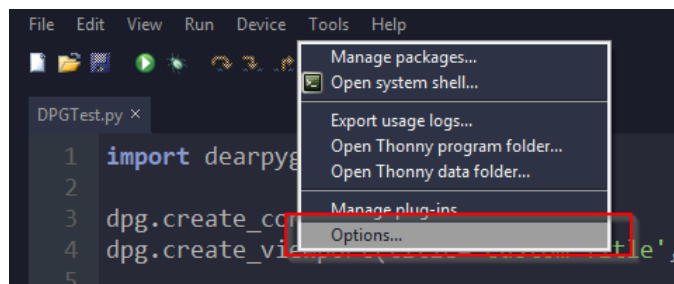 File Edit View Run Device Tools Help
Manage packages...
Open system shell...
DPGTest.py ×
Export usage logs...
Open Thonny program folder...
Open Thonny data folder...
Manage plug-ins
Options...
1 import dearpyg
2
3 dpg.create_con
4 dpg.create_vi Title',
5